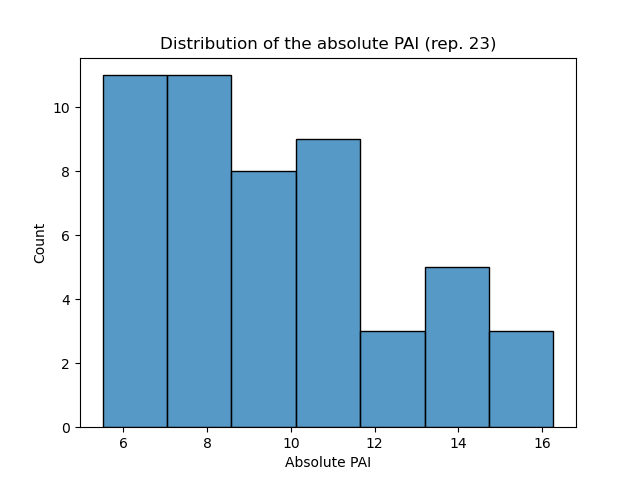 Distribution of the absolute PAI (rep. 23)
10
8
6
4
2
0
Count
6 8 10 12 14 16
Absolute PAI